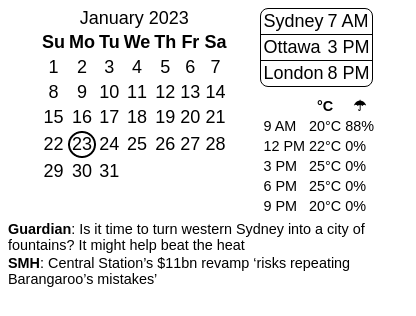 January 2023
Su Mo Tu We Th Fr Sa
1 2 3 4 5 6 7
8 9 10 11 12 13 14
15 16 17 18 19 20 21
22 23 24 25 26 27 28
29 30 31
Sydney 7 AM
Ottawa 3 PM
London 8 PM
°C ☂
9 AM 20°C 88%
12 PM 22°C 0%
3 PM 25°C 0%
6 PM 25°C 0%
9 PM 20°C 0%
Guardian: Is it time to turn western Sydney into a city of
fountains? It might help beat the heat
SMH: Central Station’s $11bn revamp ‘risks repeating
Barangaroo’s mistakes’